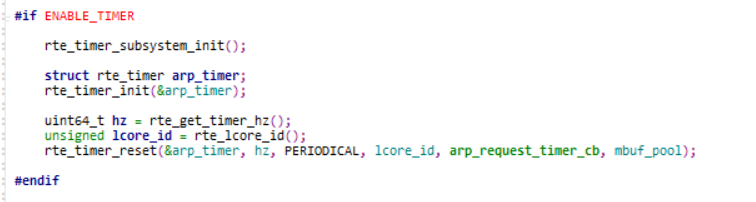 #if ENABLE_TIMER
rte_timer_subsystem_init();
struct rte_timer arp_timer;
rte_timer_init(&arp_timer);
uint64_t hz = rte_get_timer_hz();
unsigned lcore_id = rte_lcore_id();
rte_timer_reset(&arp_timer, hz, PERIODICAL, lcore_id, arp_request_timer_cb, mbuf_pool);
#endif